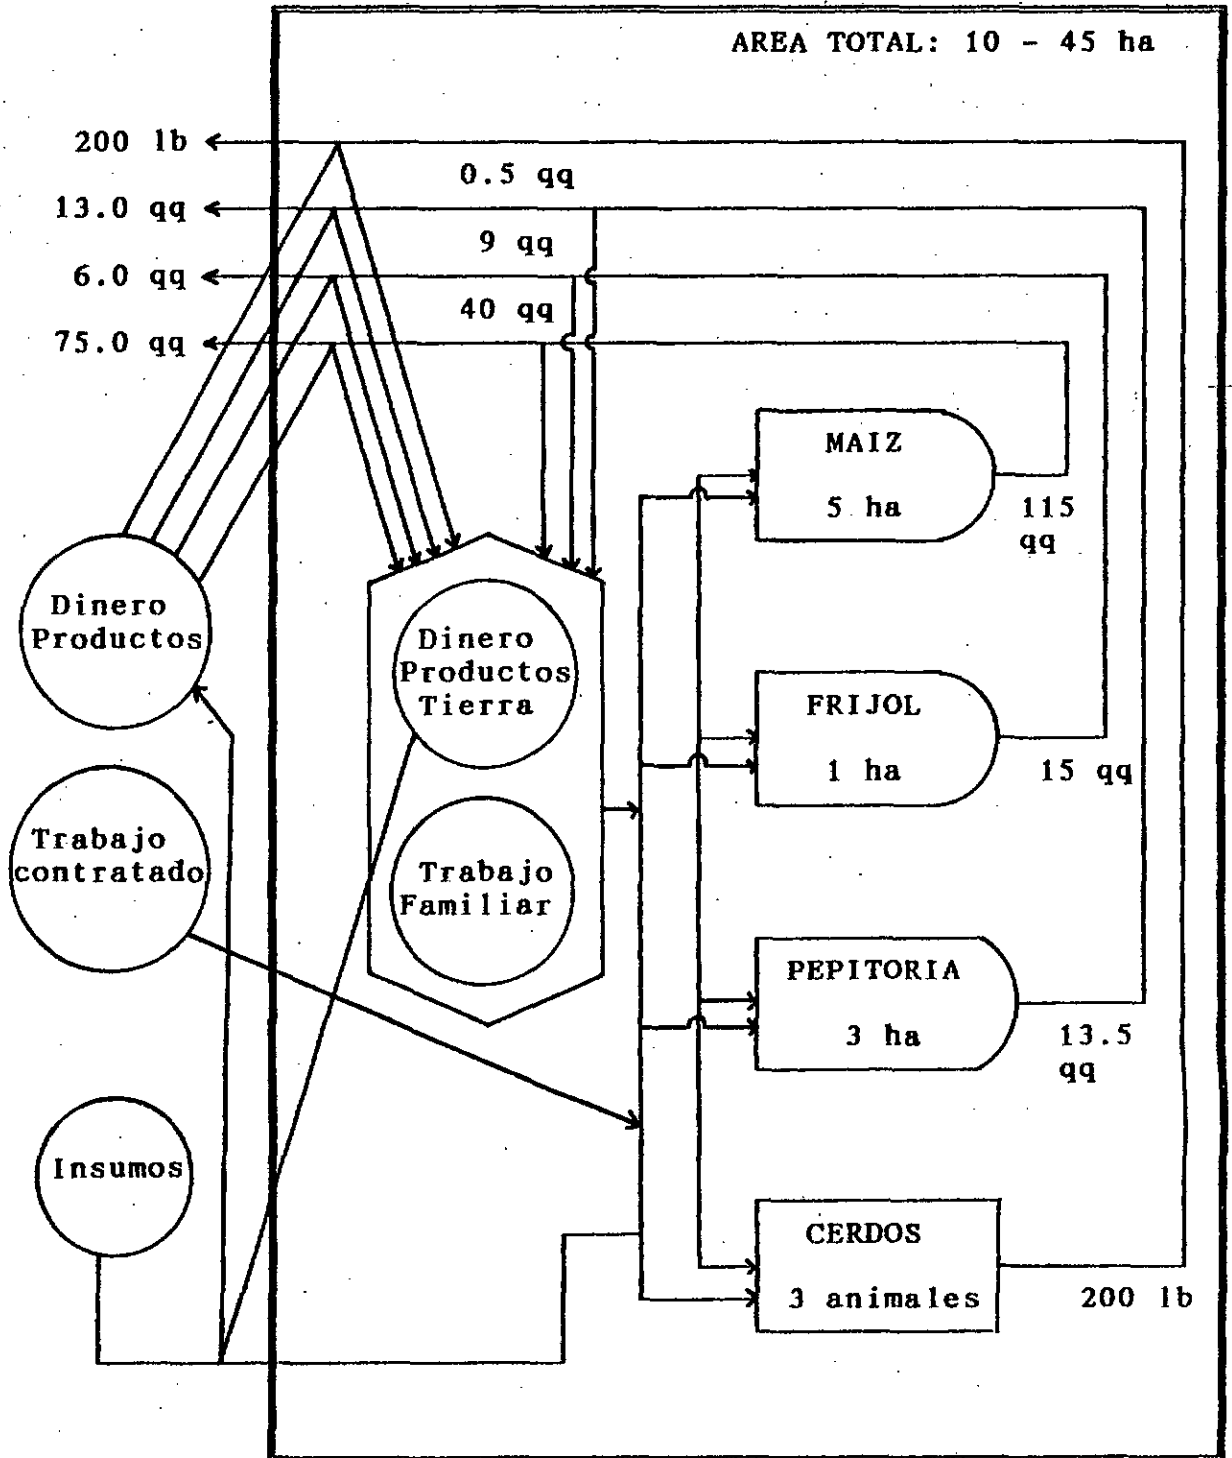 AREA TOTAL: 10 - 45 ha
200 lb
0.5 qq
13.0 qq
9 qq
6.0 qq
40 qq
75.0 qq
MAIZ
5 ha
115
qq
Dinero
Productos
Dinero
Productos
Tierra
FRIJOL
1 ha
15 qq
Trabajo
contratado
Trabajo
Familiar
PEPITORIA
3 ha
13.5
qq
Insumos
CERDOS
3 animales
200 lb